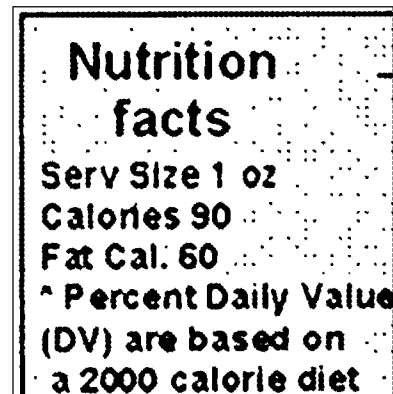 Nutrition
facts
Serv Size 1 oz
Calories 90
Fat Cal. 60
^ Percent Daily Value
(DV) are based on
a 2000 calorie diet